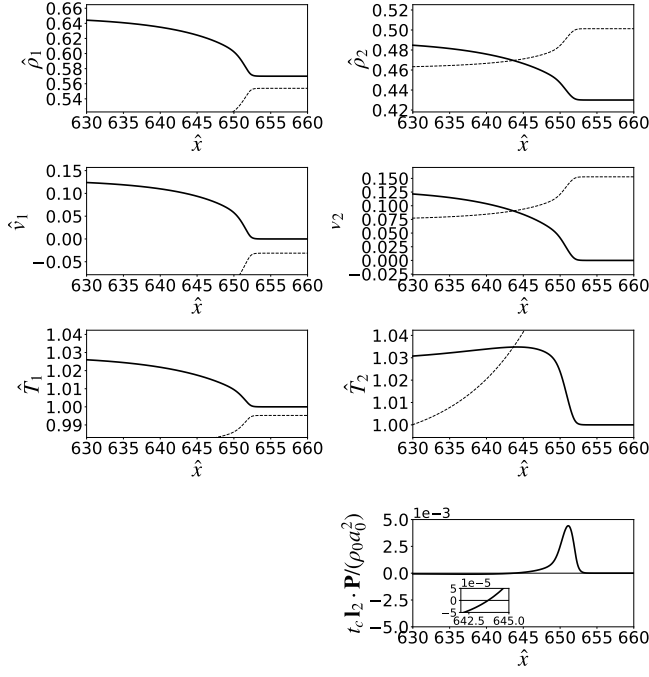 0.66
0.64
0.62
0.60
0.58
0.56
0.54
ρ̂1
630 635 640 645 650 655 660
x̂
0.50
0.48
0.46
0.44
0.42
ρ̂2
630 635 640 645 650 655 660
x̂
0.15
0.10
0.05
0.00
−0.05
v̂1
630 635 640 645 650 655 660
x̂
0.150
0.125
0.100
0.075
0.050
0.025
0.000
−0.025
v2
630 635 640 645 650 655 660
x̂
1.04
1.03
1.02
1.01
1.00
0.99
T̂1
630 635 640 645 650 655 660
x̂
1.04
1.03
1.02
1.01
1.00
T̂2
630 635 640 645 650 655 660
x̂
1e−3
5.0
2.5
0.0
−2.5
−5.0
tc l2 · P/(ρ0a0²)
1e−5
5
0
−5
642.5 645.0
630 635 640 645 650 655 660
x̂